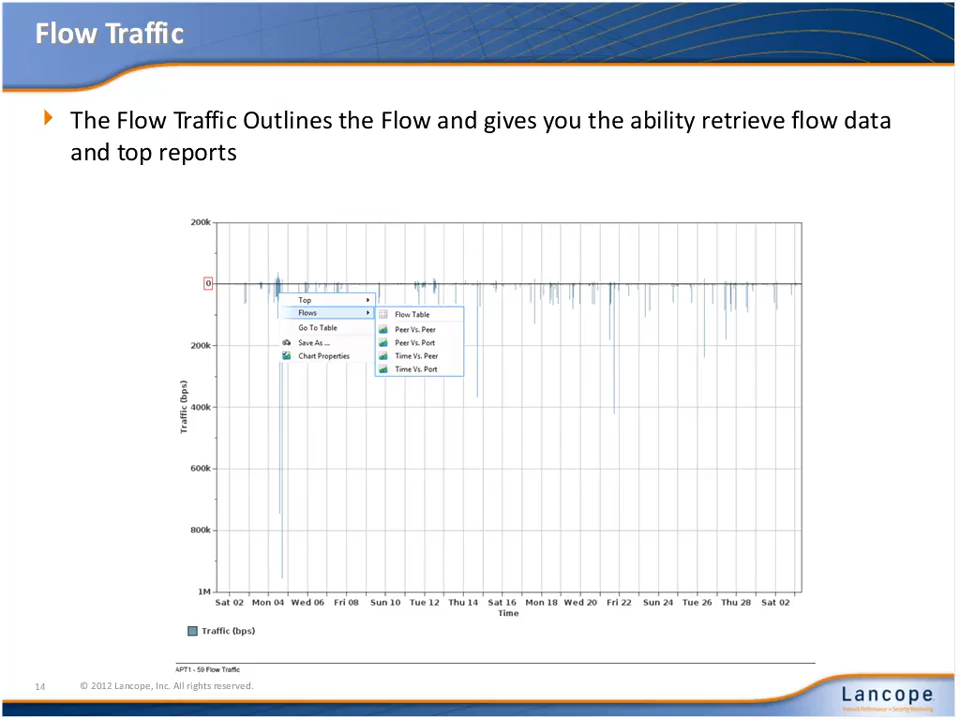 Flow Traffic
The Flow Traffic Outlines the Flow and gives you the ability retrieve flow data
and top reports
200k
0
200k
400k
600k
800k
1M
Traffic (bps)
Top
Flows
Go To Table
Save As ...
Chart Properties
Flow Table
Peer Vs. Peer
Peer Vs. Port
Time Vs. Peer
Time Vs. Port
Sat 02 Mon 04 Wed 06 Fri 08 Sun 10 Tue 12 Thu 14 Sat 16 Mon 18 Wed 20 Fri 22 Sun 24 Tue 26 Thu 28 Sat 02
Time
Traffic (bps)
APT1 - 59 Flow Traffic
14 © 2012 Lancope, Inc. All rights reserved.
Lancope
Network Performance + Security Monitoring